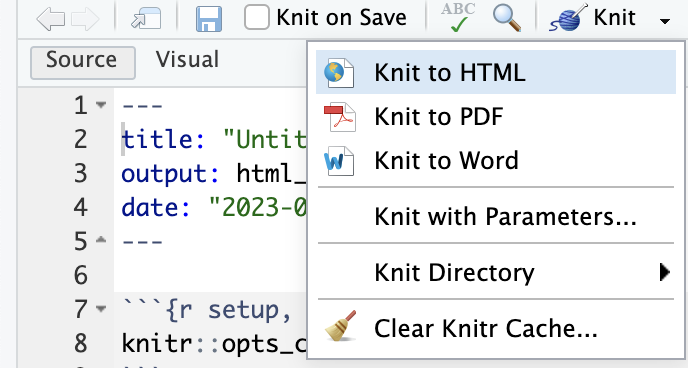 Knit on Save ABC Knit
Source Visual
Knit to HTML
Knit to PDF
Knit to Word
Knit with Parameters...
Knit Directory
Clear Knitr Cache...
1 ---
2 title: "Untit
3 output: html_
4 date: "2023-0
5 ---
6
7 ```{r setup,
8 knitr::opts_c